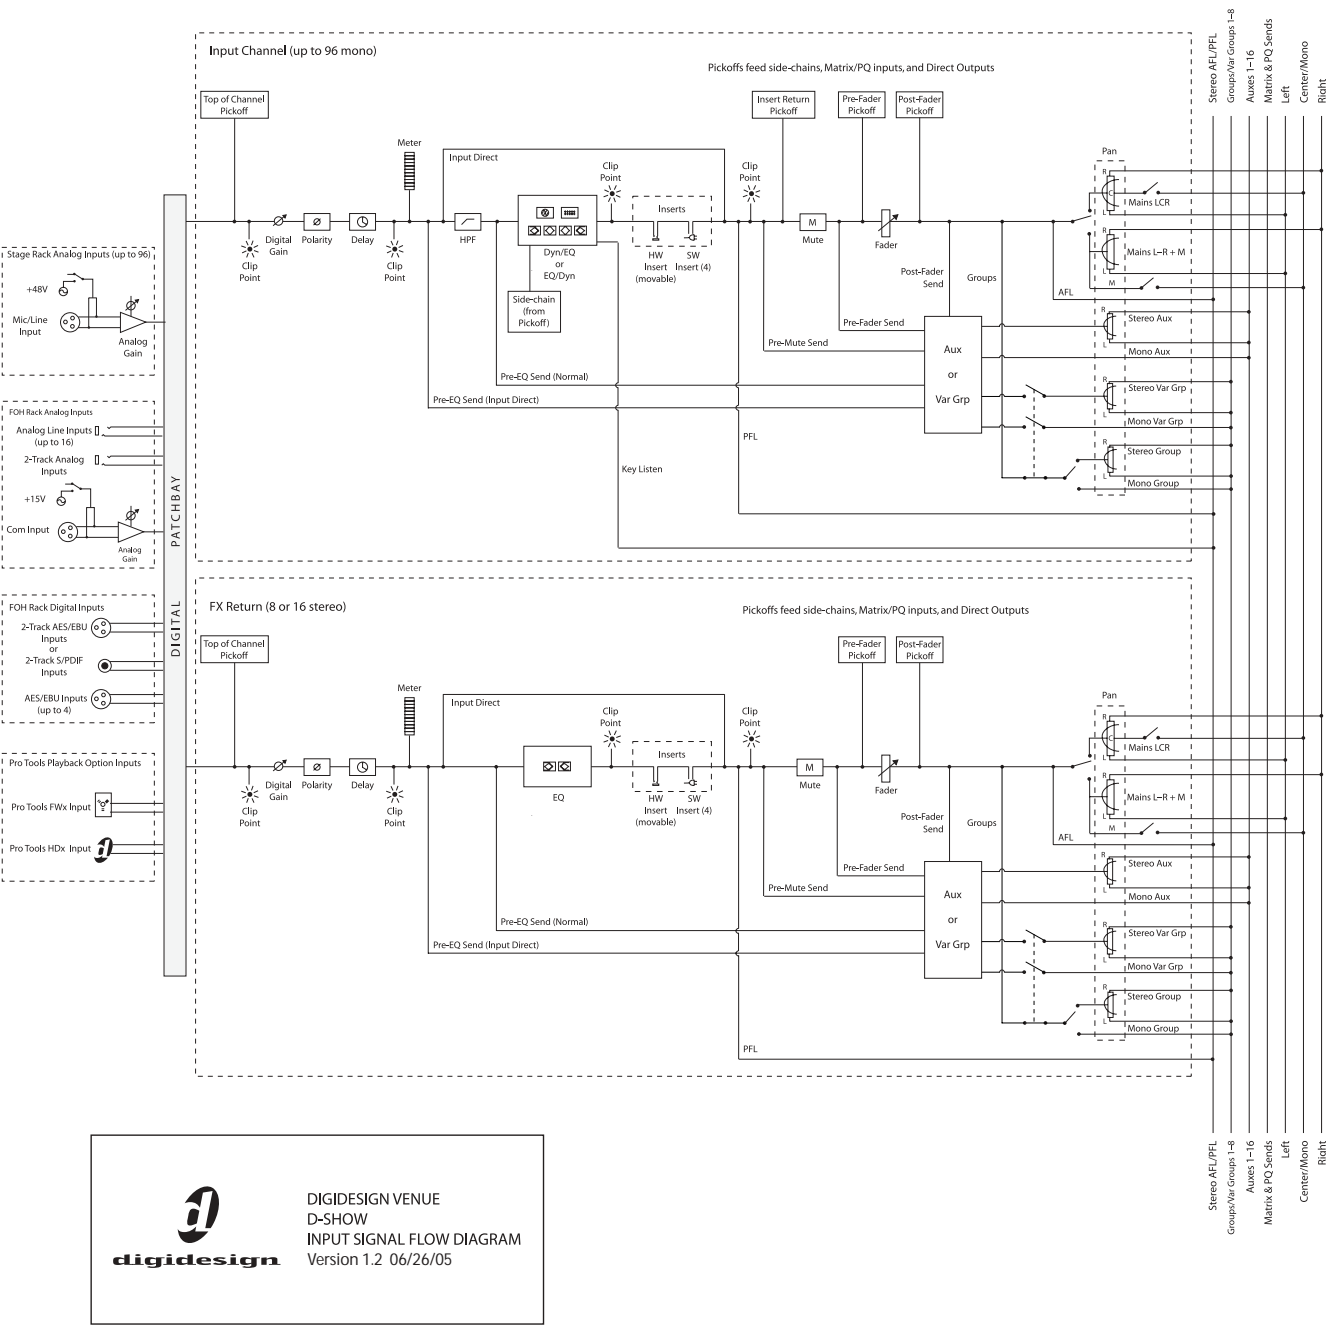 Input Channel (up to 96 mono)
Pickoffs feed side-chains, Matrix/PQ inputs, and Direct Outputs
Stereo AFL/PFL
Groups/Var Groups 1–8
Auxes 1–16
Matrix & PQ Sends
Left
Center/Mono
Right
Top of Channel
Pickoff
Insert Return
Pickoff
Pre-Fader
Pickoff
Post-Fader
Pickoff
Meter
Input Direct
Clip
Point
Clip
Point
Pan
R
C
L
Mains LCR
Inserts
M
Clip
Point
Digital
Gain
Polarity
Delay
Clip
Point
HPF
Dyn/EQ
or
EQ/Dyn
HW
Insert
(movable)
SW
Insert (4)
Mute
Fader
R
L
M
Mains L–R + M
Side-chain
(from
Pickoff)
Post-Fader
Send
Groups
AFL
Pre-Fader Send
Pre-Mute Send
Pre-EQ Send (Normal)
Pre-EQ Send (Input Direct)
Aux
or
Var Grp
R
L
Stereo Aux
Mono Aux
R
L
Stereo Var Grp
Mono Var Grp
R
L
Stereo Group
Mono Group
PFL
Key Listen
Stage Rack Analog Inputs (up to 96)
+48V
Mic/Line
Input
Analog
Gain
FOH Rack Analog Inputs
Analog Line Inputs
(up to 16)
2-Track Analog
Inputs
+15V
Com Input
Analog
Gain
DIGITAL PATCHBAY
FOH Rack Digital Inputs
2-Track AES/EBU
Inputs
or
2-Track S/PDIF
Inputs
AES/EBU Inputs
(up to 4)
Pro Tools Playback Option Inputs
Pro Tools FWx Input
Pro Tools HDx Input
FX Return (8 or 16 stereo)
Pickoffs feed side-chains, Matrix/PQ inputs, and Direct Outputs
Top of Channel
Pickoff
Pre-Fader
Pickoff
Post-Fader
Pickoff
Meter
Input Direct
Clip
Point
Clip
Point
Pan
R
C
L
Mains LCR
Inserts
M
Clip
Point
Digital
Gain
Polarity
Delay
Clip
Point
EQ
HW
Insert
(movable)
SW
Insert (4)
Mute
Fader
R
L
M
Mains L–R + M
Post-Fader
Send
Groups
AFL
Pre-Fader Send
Pre-Mute Send
Pre-EQ Send (Normal)
Pre-EQ Send (Input Direct)
Aux
or
Var Grp
R
L
Stereo Aux
Mono Aux
R
L
Stereo Var Grp
Mono Var Grp
R
L
Stereo Group
Mono Group
PFL
Stereo AFL/PFL
Groups/Var Groups 1–8
Auxes 1–16
Matrix & PQ Sends
Left
Center/Mono
Right
digidesign
DIGIDESIGN VENUE
D-SHOW
INPUT SIGNAL FLOW DIAGRAM
Version 1.2 06/26/05